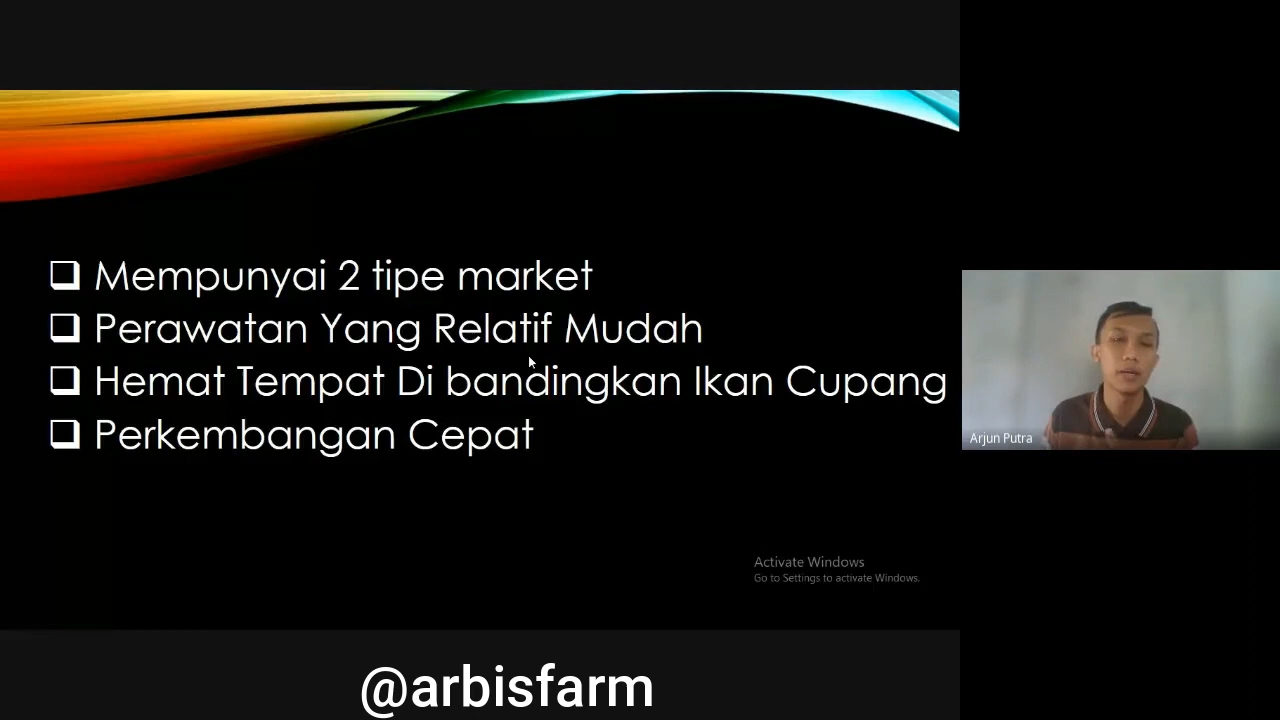 Mempunyai 2 tipe market
Perawatan Yang Relatif Mudah
Hemat Tempat Di bandingkan Ikan Cupang
Perkembangan Cepat
Arjun Putra
Activate Windows
Go to Settings to activate Windows.
@arbisfarm